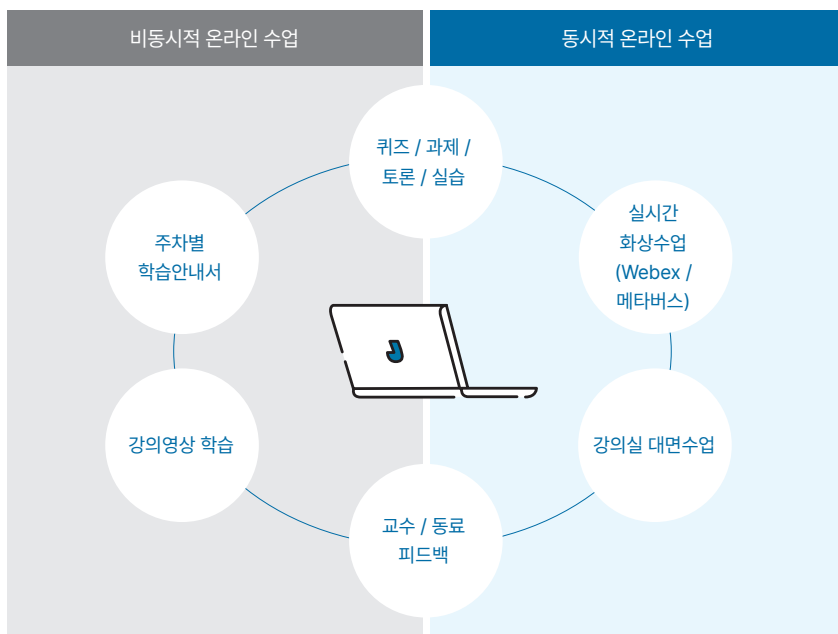 비동시적 온라인 수업
동시적 온라인 수업
퀴즈 / 과제 /
토론 / 실습
주차별
학습안내서
실시간
화상수업
(Webex /
메타버스)
강의영상 학습
강의실 대면수업
교수 / 동료
피드백